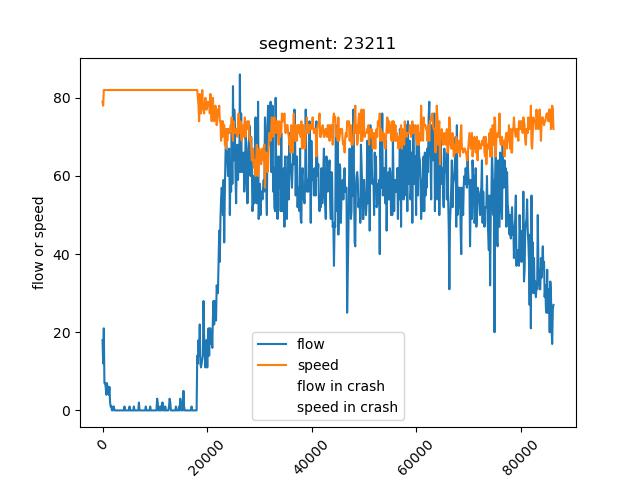 segment: 23211
flow or speed
80
60
40
20
0
flow
speed
flow in crash
speed in crash
0
20000
40000
60000
80000